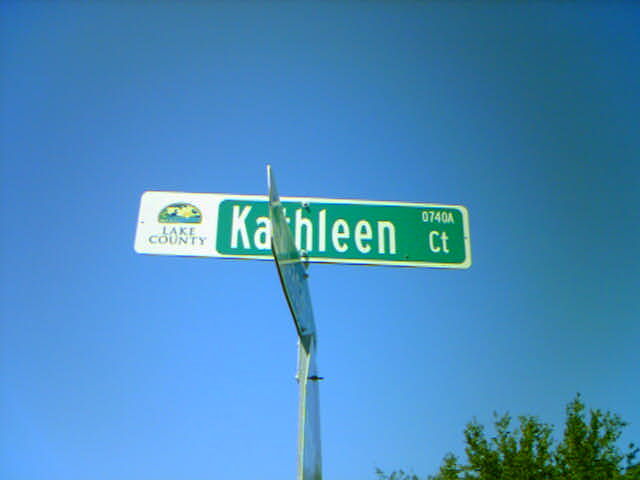 LAKE
COUNTY
Kathleen
0740A
Ct